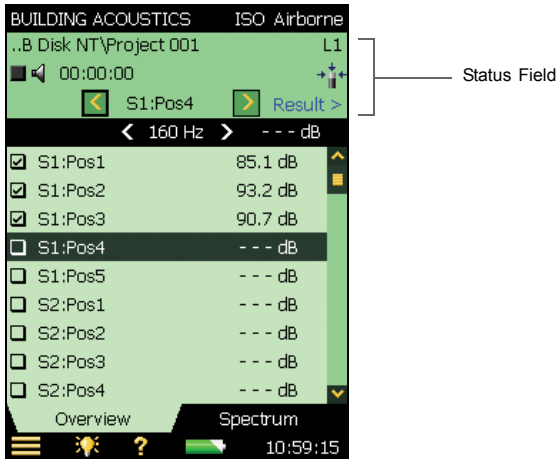 BUILDING ACOUSTICS ISO Airborne
..B Disk NT\Project 001 L1
00:00:00
Status Field
< S1:Pos4 > Result >
< 160 Hz > - - - dB
S1:Pos1 85.1 dB
S1:Pos2 93.2 dB
S1:Pos3 90.7 dB
S1:Pos4 - - - dB
S1:Pos5 - - - dB
S2:Pos1 - - - dB
S2:Pos2 - - - dB
S2:Pos3 - - - dB
S2:Pos4 - - - dB
Overview Spectrum
? 10:59:15